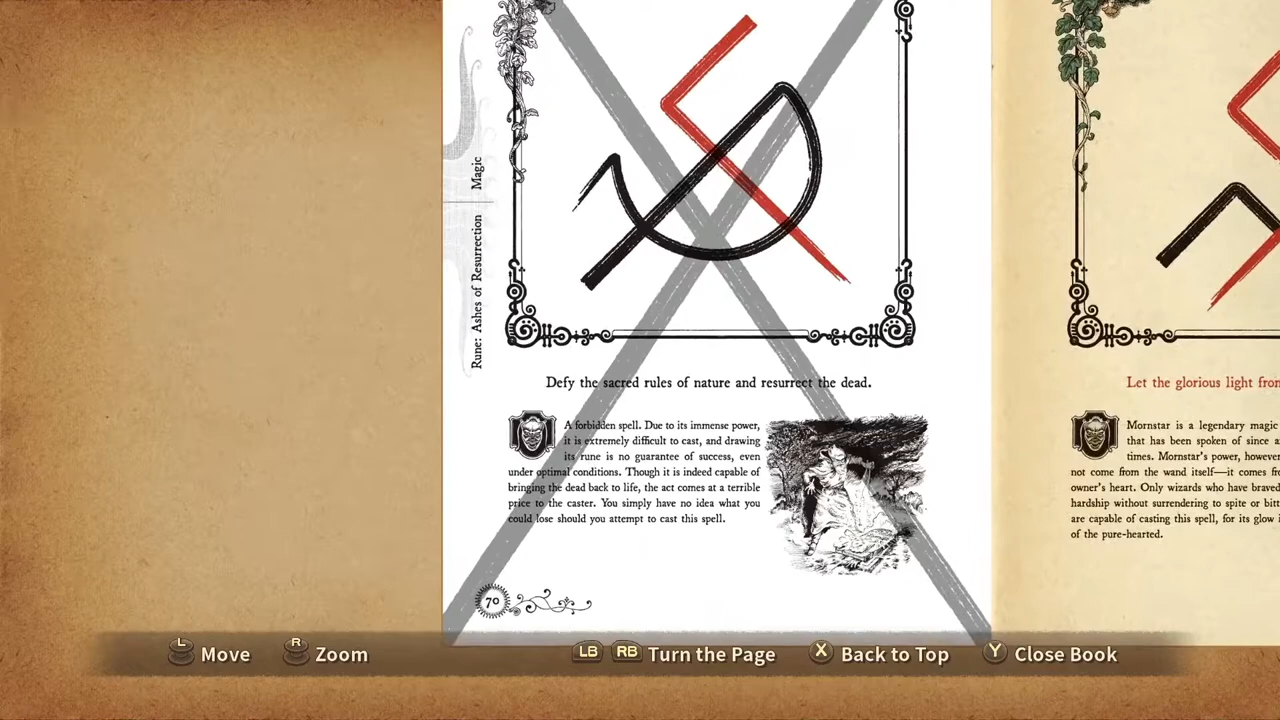 Magic
Rune: Ashes of Resurrection
Defy the sacred rules of nature and resurrect the dead.
A forbidden spell. Due to its immense power,
it is extremely difficult to cast, and drawing
its rune is no guarantee of success, even
under optimal conditions. Though it is indeed capable of
bringing the dead back to life, the act comes at a terrible
price to the caster. You simply have no idea what you
could lose should you attempt to cast this spell.
70
Let the glorious light
Mornstar is a legendary magic
that has been spoken of since
times. Mornstar's power, however
not come from the wand itself—it comes
owner's heart. Only wizards who have braved
hardship without surrendering to spite or
are capable of casting this spell, for its glow
of the pure-hearted.
L Move R Zoom LB RB Turn the Page X Back to Top Y Close Book